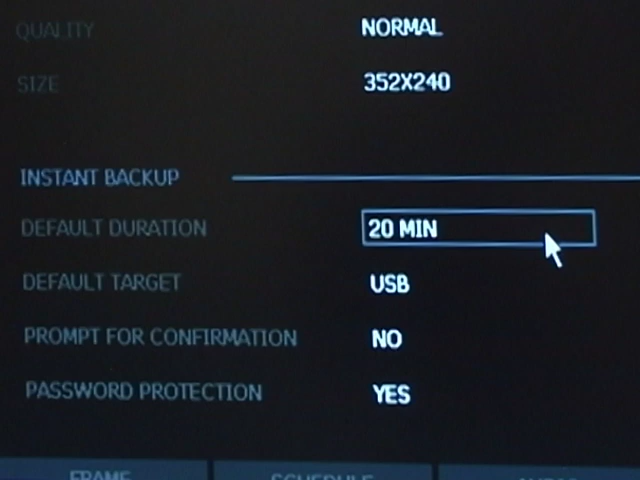 QUALITY NORMAL
SIZE 352X240
INSTANT BACKUP
DEFAULT DURATION 20 MIN
DEFAULT TARGET USB
PROMPT FOR CONFIRMATION NO
PASSWORD PROTECTION YES
FRAME SCHEDULE